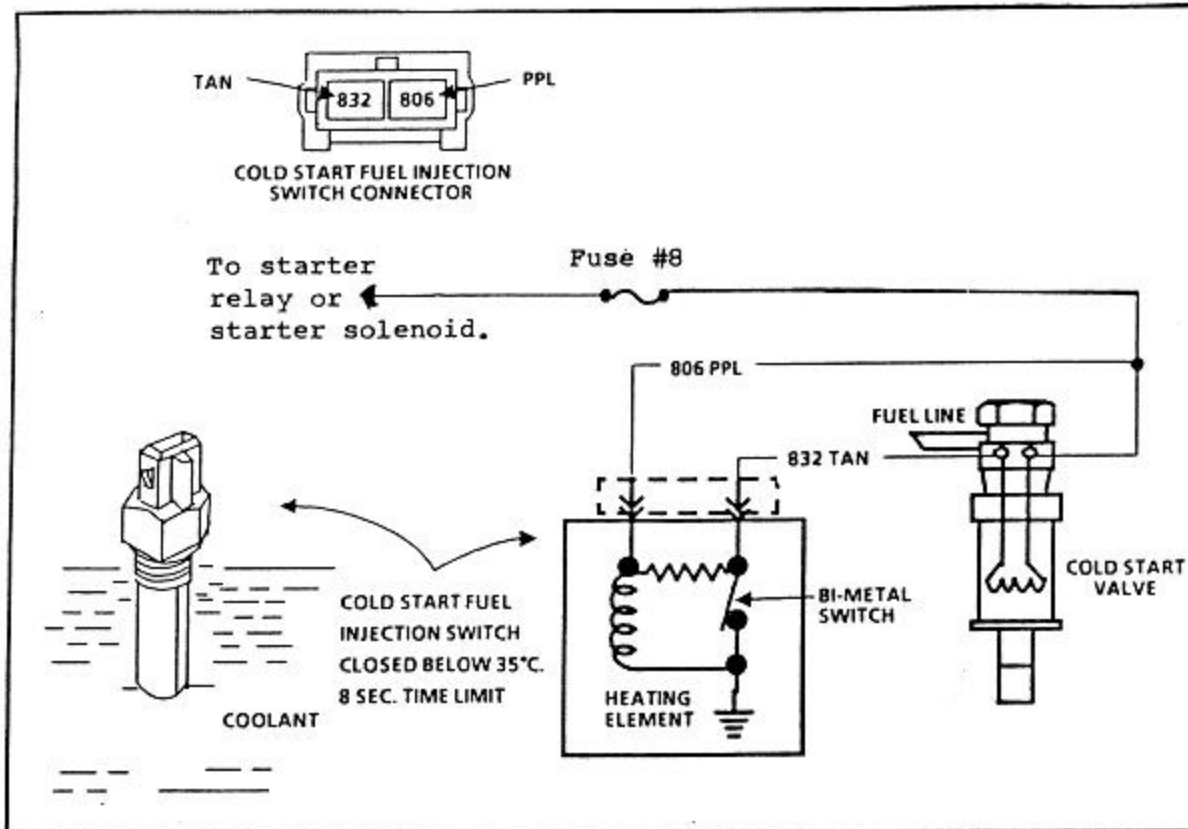 TAN
832
806
PPL
COLD START FUEL INJECTION
SWITCH CONNECTOR
To starter
relay or
starter solenoid.
Fuse #8
806 PPL
FUEL LINE
832 TAN
COLD START
VALVE
BI-METAL
SWITCH
HEATING
ELEMENT
COLD START FUEL
INJECTION SWITCH
CLOSED BELOW 35°C.
8 SEC. TIME LIMIT
COOLANT